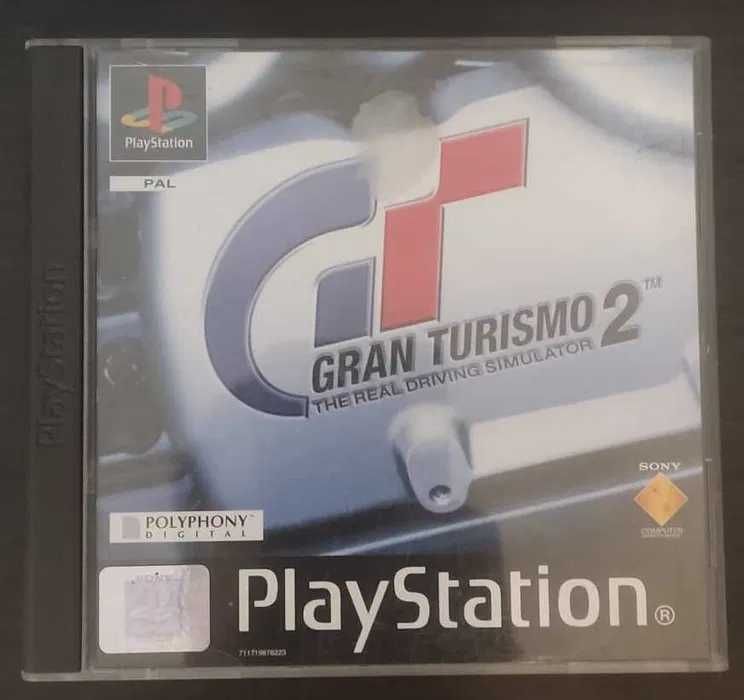 PlayStation
PAL
PlayStation
GRAN TURISMO 2™
THE REAL DRIVING SIMULATOR
SONY
COMPUTER
POLYPHONY™
DIGITAL
PlayStation®